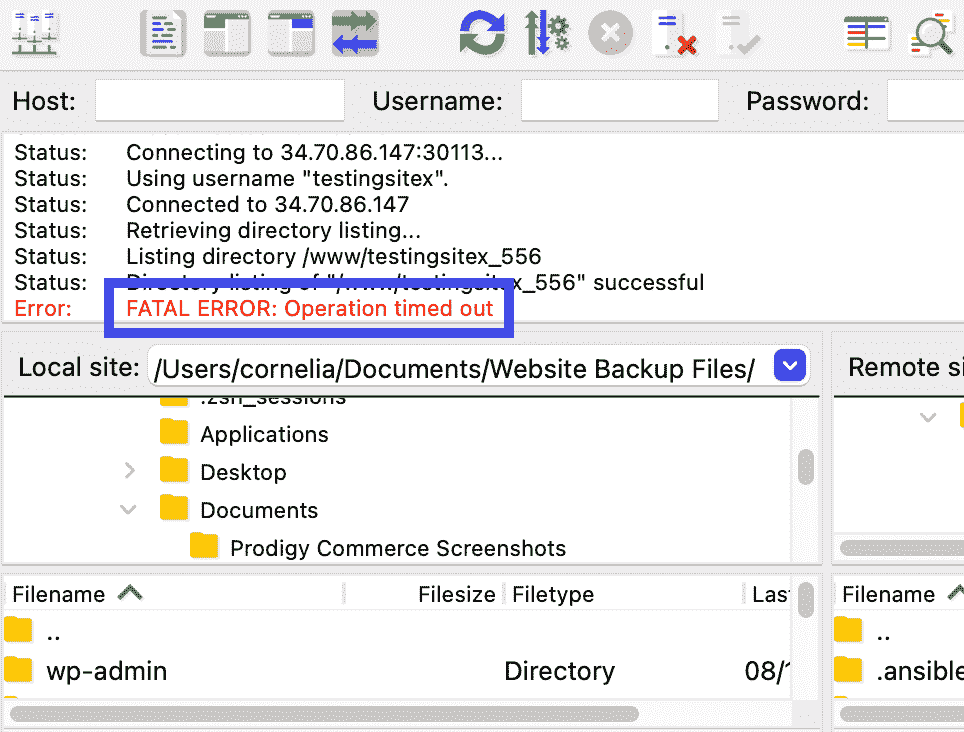 Host: Username: Password:
Status: Connecting to 34.70.86.147:30113...
Status: Using username "testingsitex".
Status: Connected to 34.70.86.147
Status: Retrieving directory listing...
Status: Listing directory /www/testingsitex_556
Status: Directory listing of "/www/testingsitex_556" successful
Error: FATAL ERROR: Operation timed out
Local site: /Users/cornelia/Documents/Website Backup Files/ Remote si
.zsh_sessions
Applications
Desktop
Documents
Prodigy Commerce Screenshots
Filename Filesize Filetype Las Filename
.. ..
wp-admin Directory 08/ .ansible